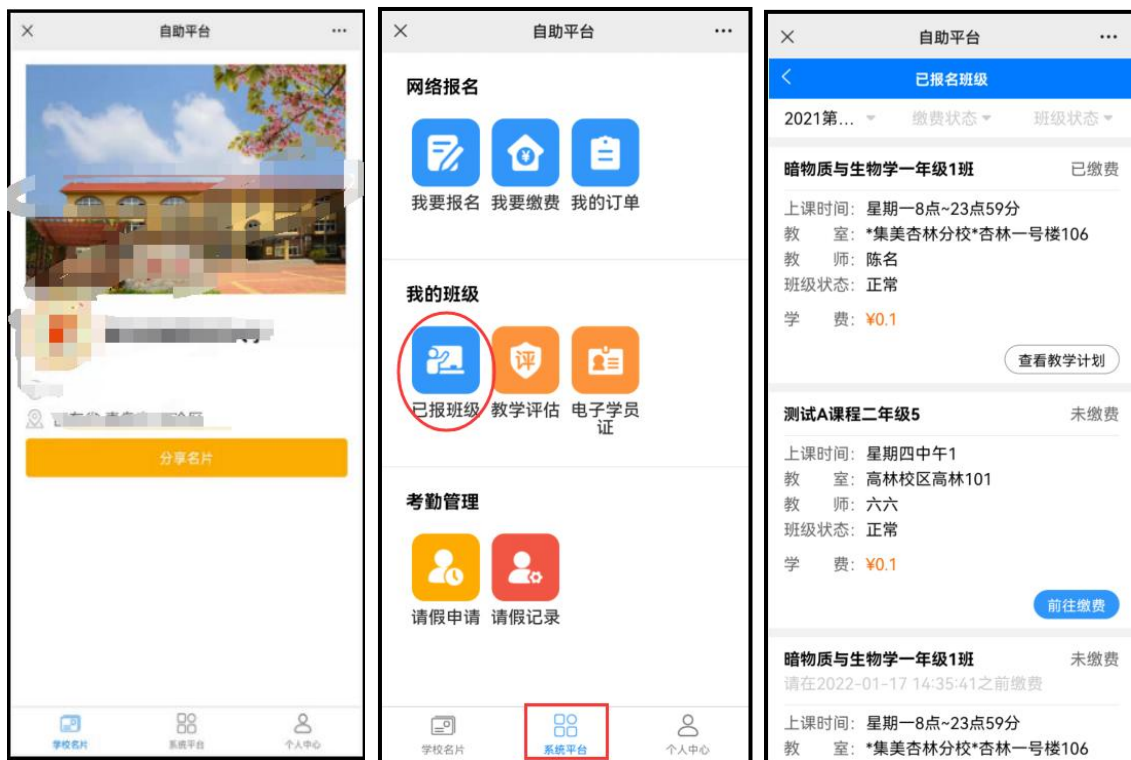 自助平台
分享名片
学校名片
系统平台
个人中心
自助平台
网络报名
我要报名 我要缴费 我的订单
我的班级
评
已报班级 教学评估 电子学员
证
考勤管理
请假申请 请假记录
学校名片
系统平台
个人中心
自助平台
已报名班级
2021第... 缴费状态 班级状态
暗物质与生物学一年级1班 已缴费
上课时间: 星期一8点~23点59分
教 室: *集美杏林分校*杏林一号楼106
教 师: 陈名
班级状态: 正常
学 费: ¥0.1
查看教学计划
测试A课程二年级5 未缴费
上课时间: 星期四中午1
教 室: 高林校区高林101
教 师: 六六
班级状态: 正常
学 费: ¥0.1
前往缴费
暗物质与生物学一年级1班 未缴费
请在2022-01-17 14:35:41之前缴费
上课时间: 星期一8点~23点59分
教 室: *集美杏林分校*杏林一号楼106